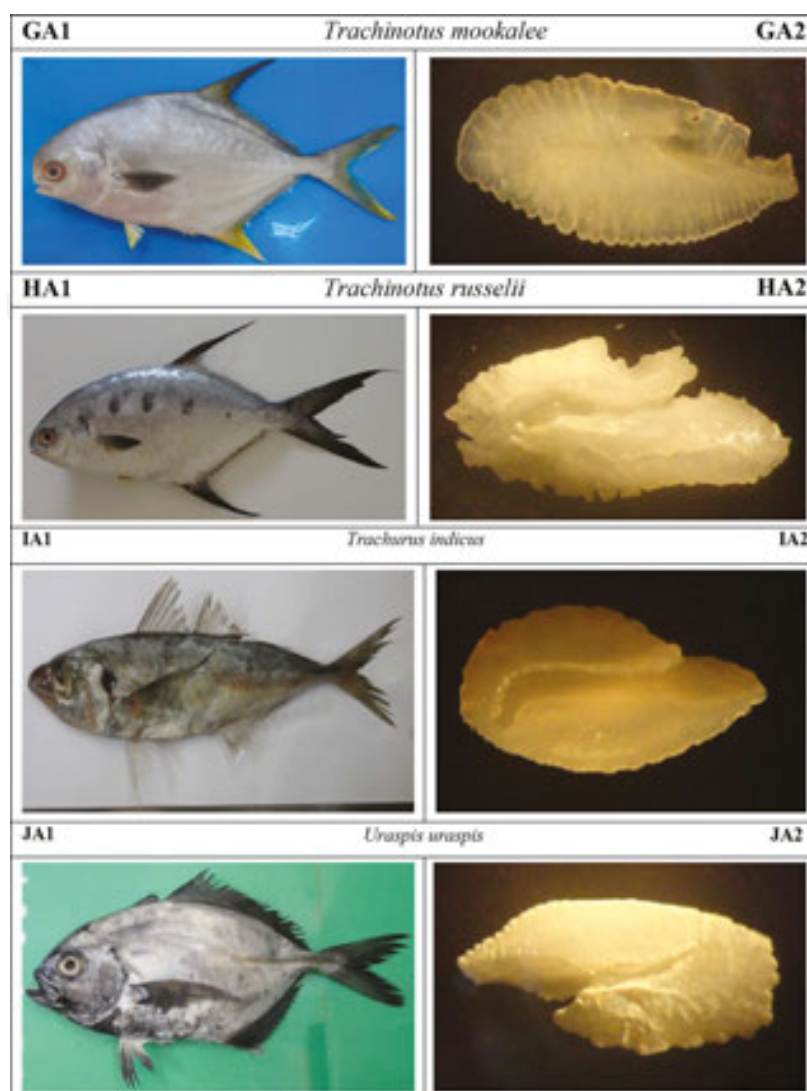 GA1 Trachinotus mookalee GA2
HA1 Trachinotus russelii HA2
IA1 Trachurus indicus IA2
JA1 Uraspis uraspis JA2